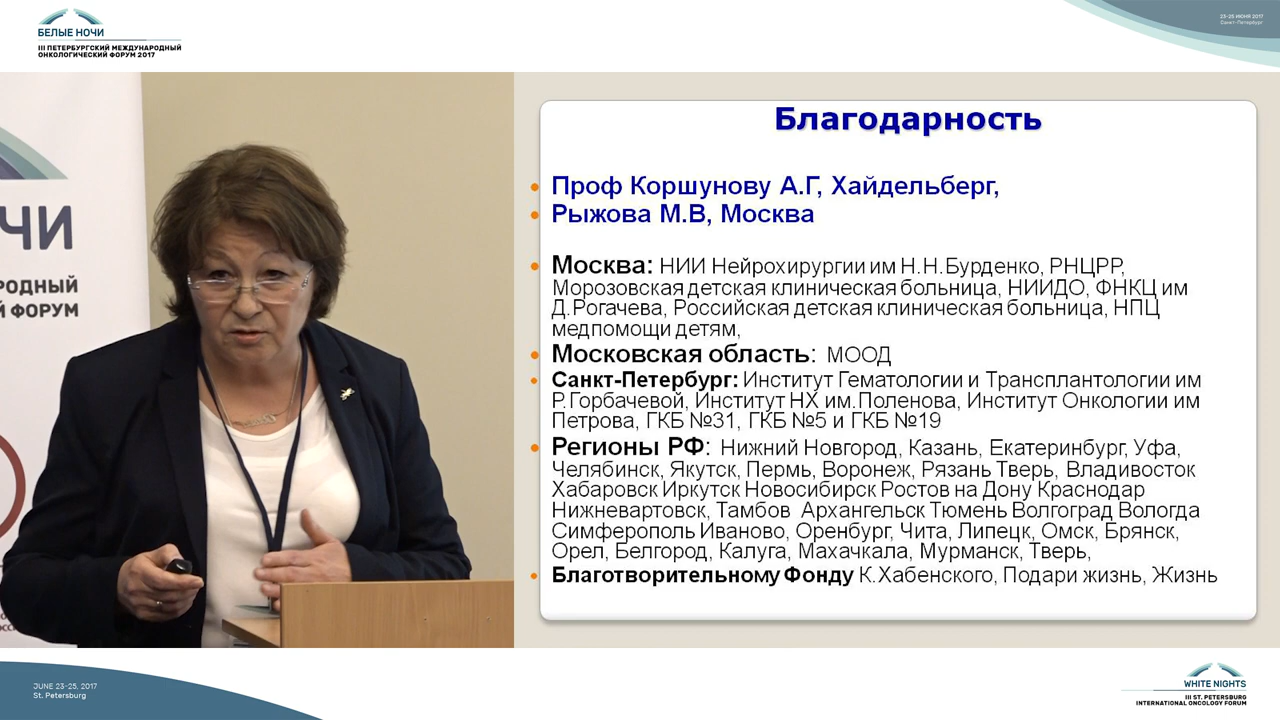 БЕЛЫЕ НОЧИ
III ПЕТЕРБУРГСКИЙ МЕЖДУНАРОДНЫЙ
ОНКОЛОГИЧЕСКИЙ ФОРУМ 2017
23-25 ИЮНЯ 2017
Санкт-Петербург
ЧИ
РОДНЫЙ
Й ФОРУМ
Благодарность
• Проф Коршунову А.Г, Хайдельберг,
• Рыжова М.В, Москва
• Москва: НИИ Нейрохирургии им Н.Н.Бурденко, РНЦРР,
Морозовская детская клиническая больница, НИИДО, ФНКЦ им
Д.Рогачева, Российская детская клиническая больница, НПЦ
медпомощи детям,
• Московская область: МООД
• Санкт-Петербург: Институт Гематологии и Трансплантологии им
Р.Горбачевой, Институт НХ им.Поленова, Институт Онкологии им
Петрова, ГКБ №31, ГКБ №5 и ГКБ №19
• Регионы РФ: Нижний Новгород, Казань, Екатеринбург, Уфа,
Челябинск, Якутск, Пермь, Воронеж, Рязань Тверь, Владивосток
Хабаровск Иркутск Новосибирск Ростов на Дону Краснодар
Нижневартовск, Тамбов Архангельск Тюмень Волгоград Вологда
Симферополь Иваново, Оренбург, Чита, Липецк, Омск, Брянск,
Орел, Белгород, Калуга, Махачкала, Мурманск, Тверь,
• Благотворительному Фонду К.Хабенского, Подари жизнь, Жизнь
JUNE 23-25, 2017
St. Petersburg
WHITE NIGHTS
III ST. PETERSBURG
INTERNATIONAL ONCOLOGY FORUM